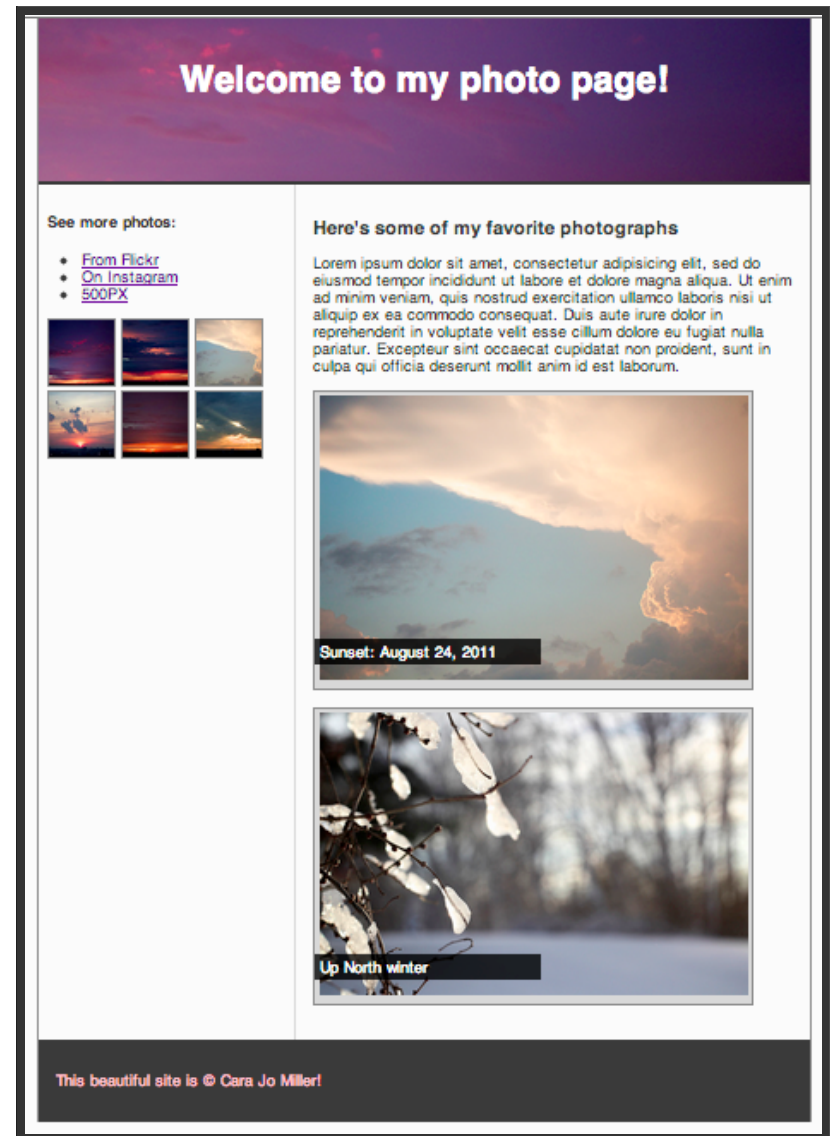 Welcome to my photo page!
See more photos:
From Flickr
On Instagram
500PX
Here's some of my favorite photographs
Lorem ipsum dolor sit amet, consectetur adipisicing elit, sed do
eiusmod tempor incididunt ut labore et dolore magna aliqua. Ut enim
ad minim veniam, quis nostrud exercitation ullamco laboris nisi ut
aliquip ex ea commodo consequat. Duis aute irure dolor in
reprehenderit in voluptate velit esse cillum dolore eu fugiat nulla
pariatur. Excepteur sint occaecat cupidatat non proident, sunt in
culpa qui officia deserunt mollit anim id est laborum.
Sunset: August 24, 2011
Up North winter
This beautiful site is © Cara Jo Miller!